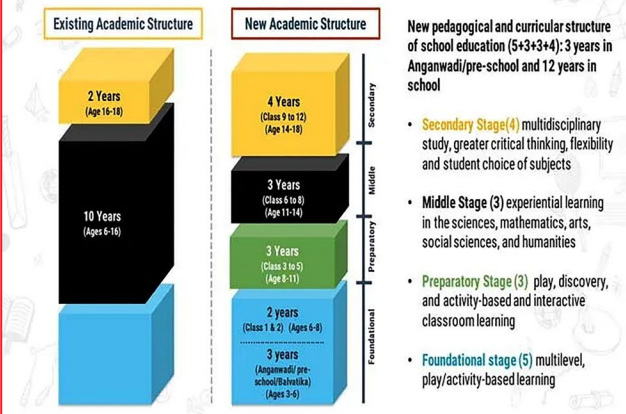 Existing Academic Structure
New Academic Structure
2 Years
(Age 16-18)
10 Years
(Ages 6-16)
4 Years
(Class 9 to 12)
(Age 14-18)
3 Years
(Class 6 to 8)
(Age 11-14)
3 Years
(Class 3 to 5)
(Age 8-11)
2 years
(Class 1 & 2) (Ages 6-8)
3 years
(Anganwadi/ pre-
school/Balvatika)
(Ages 3-6)
Secondary
Middle
Preparatory
Foundational
New pedagogical and curricular structure
of school education (5+3+3+4): 3 years in
Anganwadi/pre-school and 12 years in
school
• Secondary Stage(4) multidisciplinary
study, greater critical thinking, flexibility
and student choice of subjects
• Middle Stage (3) experiential learning
in the sciences, mathematics, arts,
social sciences, and humanities
• Preparatory Stage (3) play, discovery,
and activity-based and interactive
classroom learning
• Foundational stage (5) multilevel,
play/activity-based learning